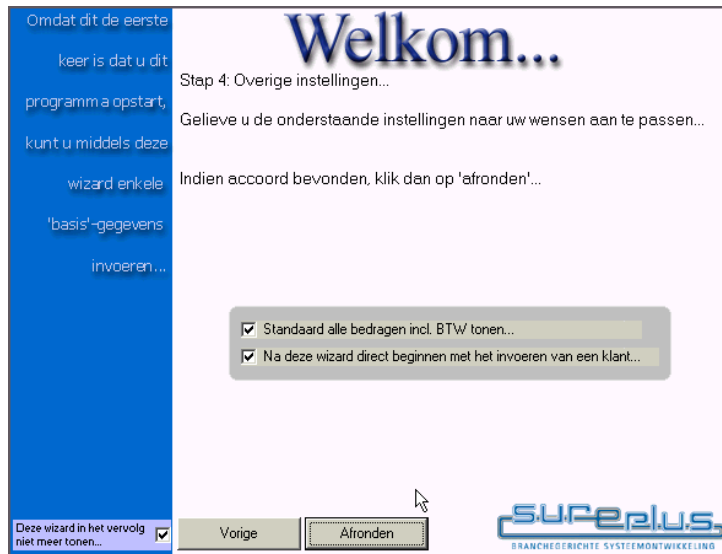 Omdat dit de eerste
keer is dat u dit
programma opstart,
kunt u middels deze
wizard enkele
'basis'-gegevens
invoeren...
Welkom...
Stap 4: Overige instellingen...
Gelieve u de onderstaande instellingen naar uw wensen aan te passen...
Indien accoord bevonden, klik dan op 'afronden'...
Standaard alle bedragen incl. BTW tonen...
Na deze wizard direct beginnen met het invoeren van een klant...
Deze wizard in het vervolg
niet meer tonen...
Vorige
Afronden
sureplus
BRANCHEGERICHTE SYSTEEMONTWIKKELING